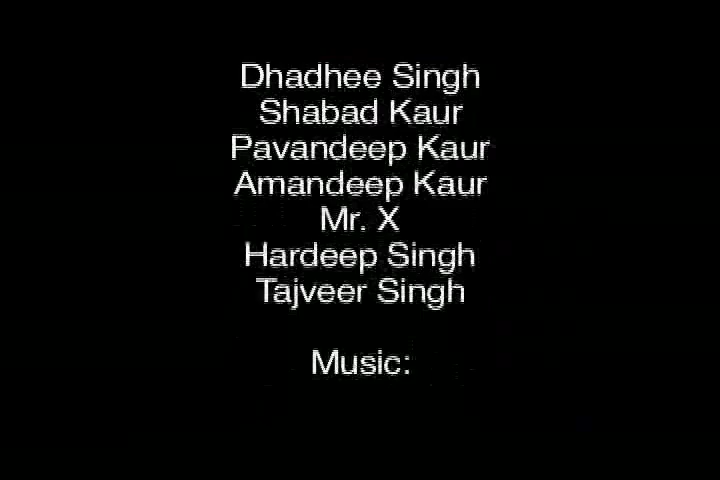 Dhadhee Singh
Shabad Kaur
Pavandeep Kaur
Amandeep Kaur
Mr. X
Hardeep Singh
Tajveer Singh
Music: